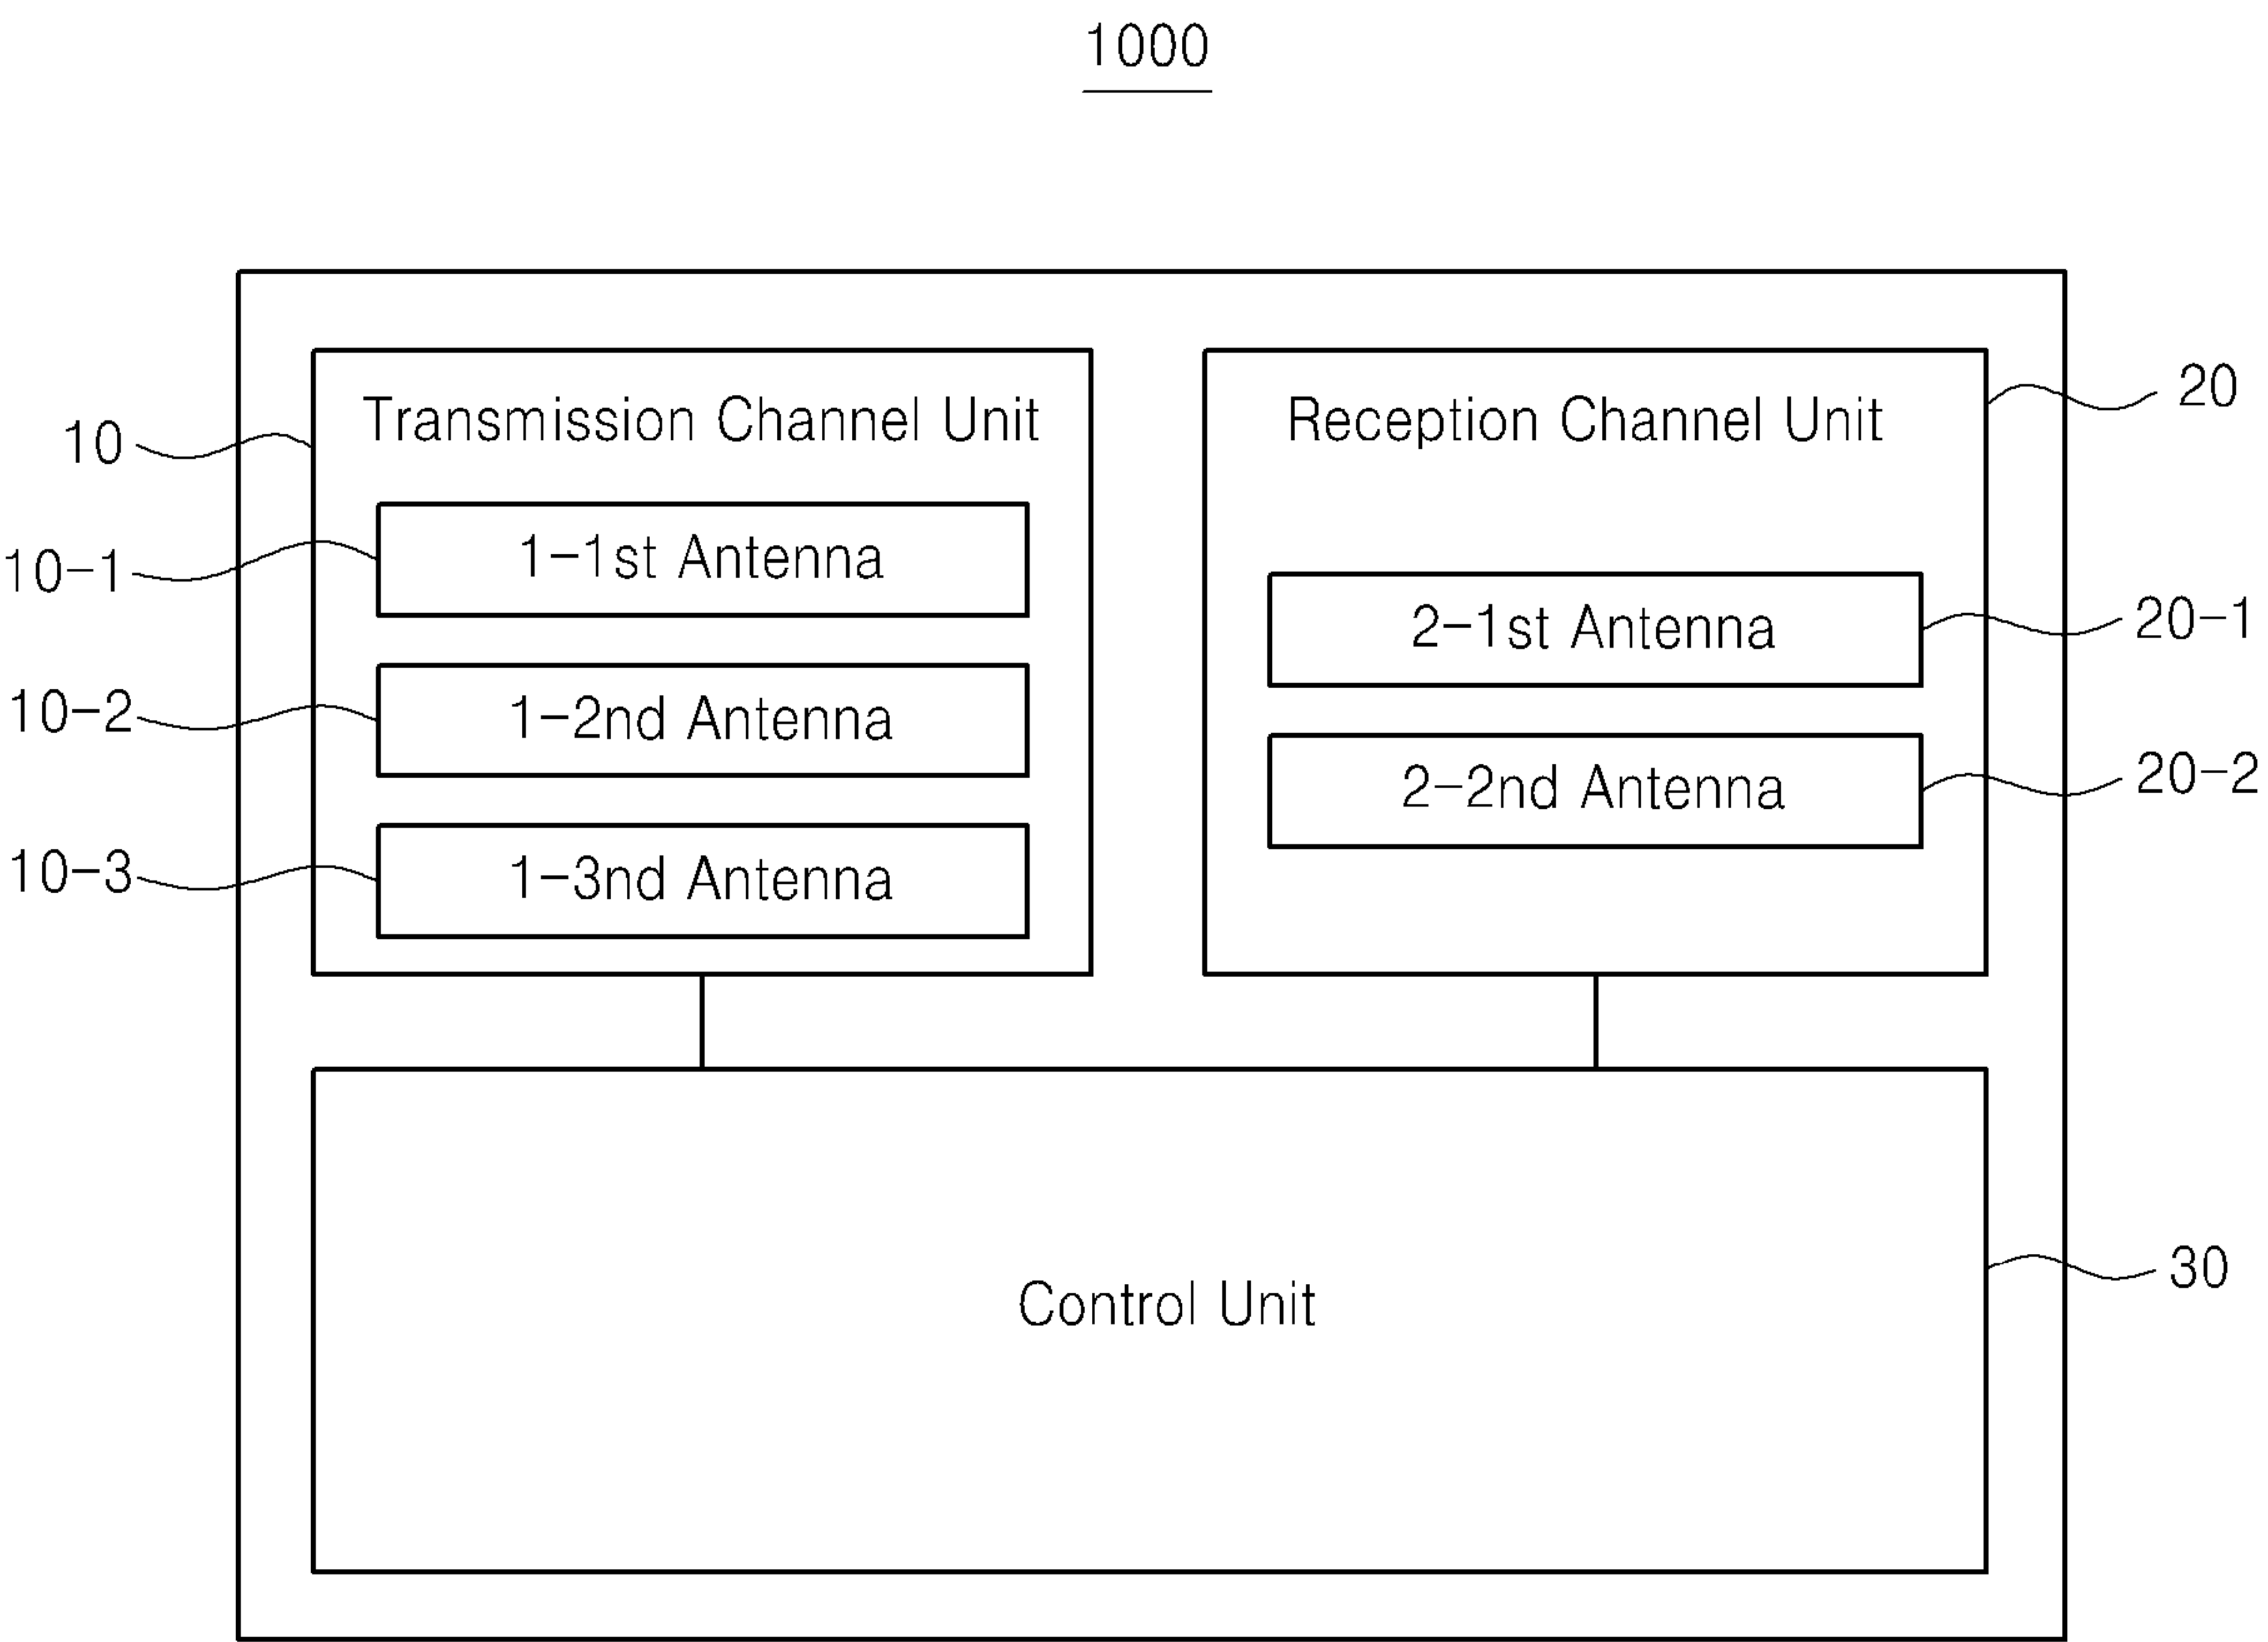 1000
Transmission Channel Unit
Reception Channel Unit
20
10
1-1st Antenna
10-1
2-1st Antenna
20-1
10-2
1-2nd Antenna
2-2nd Antenna
20-2
10-3
1-3nd Antenna
Control Unit
30